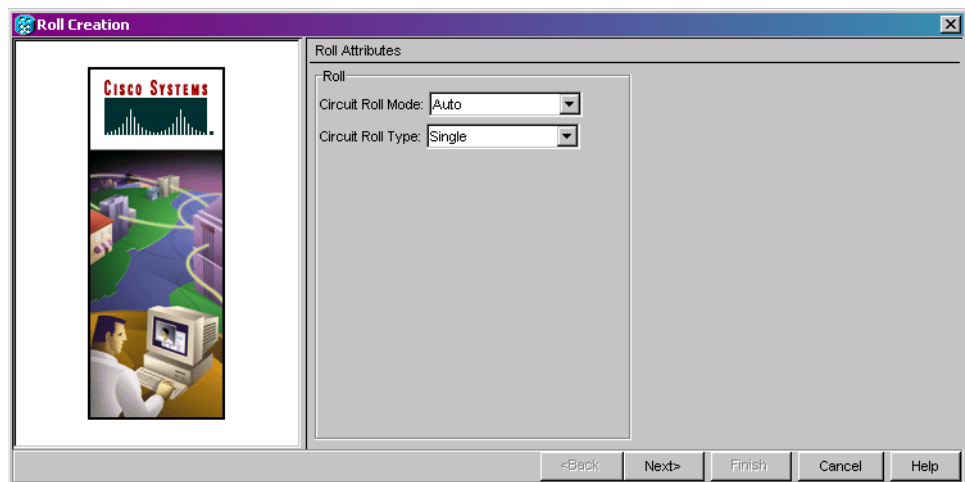 Roll Creation
CISCO SYSTEMS
Roll Attributes
Roll
Circuit Roll Mode: Auto
Circuit Roll Type: Single
<Back Next> Finish Cancel Help